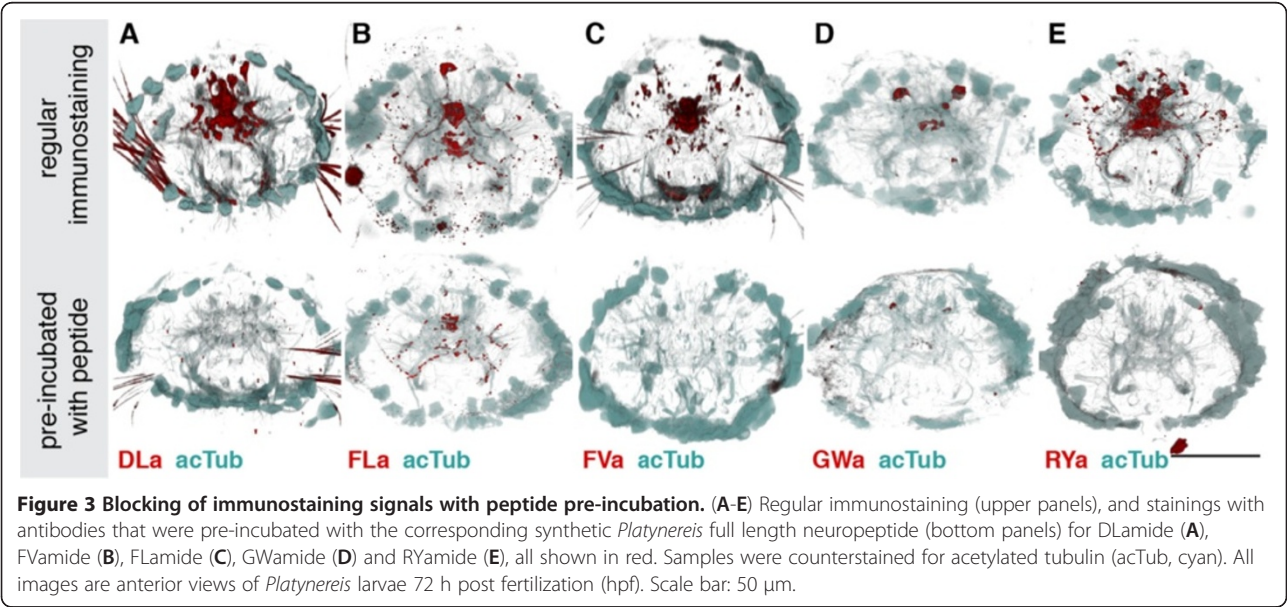 A B C D E
regular
immunostaining
pre-incubated
with peptide
DLa acTub FLa acTub FVa acTub GWa acTub RYa acTub
Figure 3 Blocking of immunostaining signals with peptide pre-incubation. (A-E) Regular immunostaining (upper panels), and stainings with
antibodies that were pre-incubated with the corresponding synthetic Platynereis full length neuropeptide (bottom panels) for DLamide (A),
FVamide (B), FLamide (C), GWamide (D) and RYamide (E), all shown in red. Samples were counterstained for acetylated tubulin (acTub, cyan). All
images are anterior views of Platynereis larvae 72 h post fertilization (hpf). Scale bar: 50 μm.